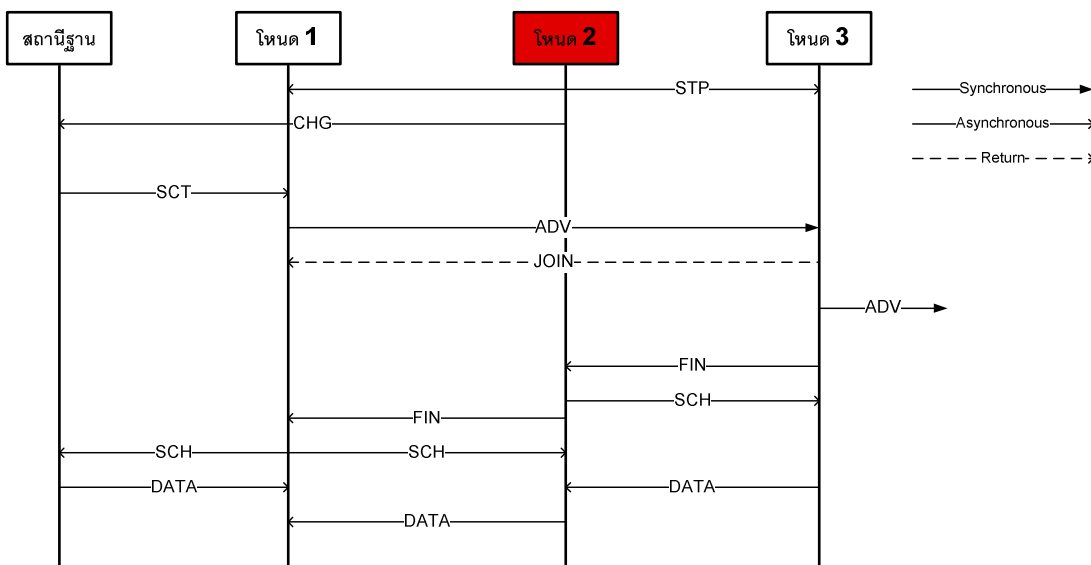 สถานีฐาน
โหนด 1
โหนด 2
โหนด 3
STP
Synchronous
CHG
Asynchronous
Return
SCT
ADV
JOIN
ADV
FIN
SCH
FIN
SCH
SCH
DATA
DATA
DATA